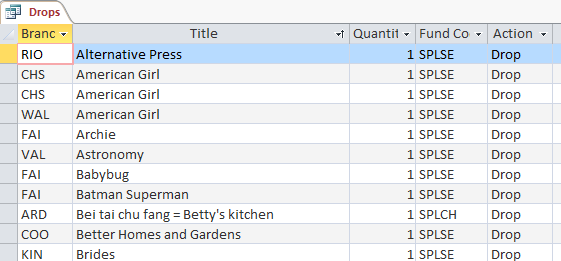 Drops
Branc Title Quantit Fund Co Action
RIO Alternative Press 1 SPLSE Drop
CHS American Girl 1 SPLSE Drop
CHS American Girl 1 SPLSE Drop
WAL American Girl 1 SPLSE Drop
FAI Archie 1 SPLSE Drop
VAL Astronomy 1 SPLSE Drop
FAI Babybug 1 SPLSE Drop
FAI Batman Superman 1 SPLSE Drop
ARD Bei tai chu fang = Betty's kitchen 1 SPLCH Drop
COO Better Homes and Gardens 1 SPLSE Drop
KIN Brides 1 SPLSE Drop